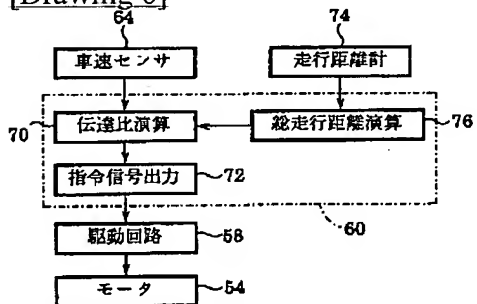 [Drawing 6]
64
74
車速センサ
走行距離計
70
伝達比演算
総走行距離演算
76
指令信号出力
72
60
駆動回路
58
モータ
54